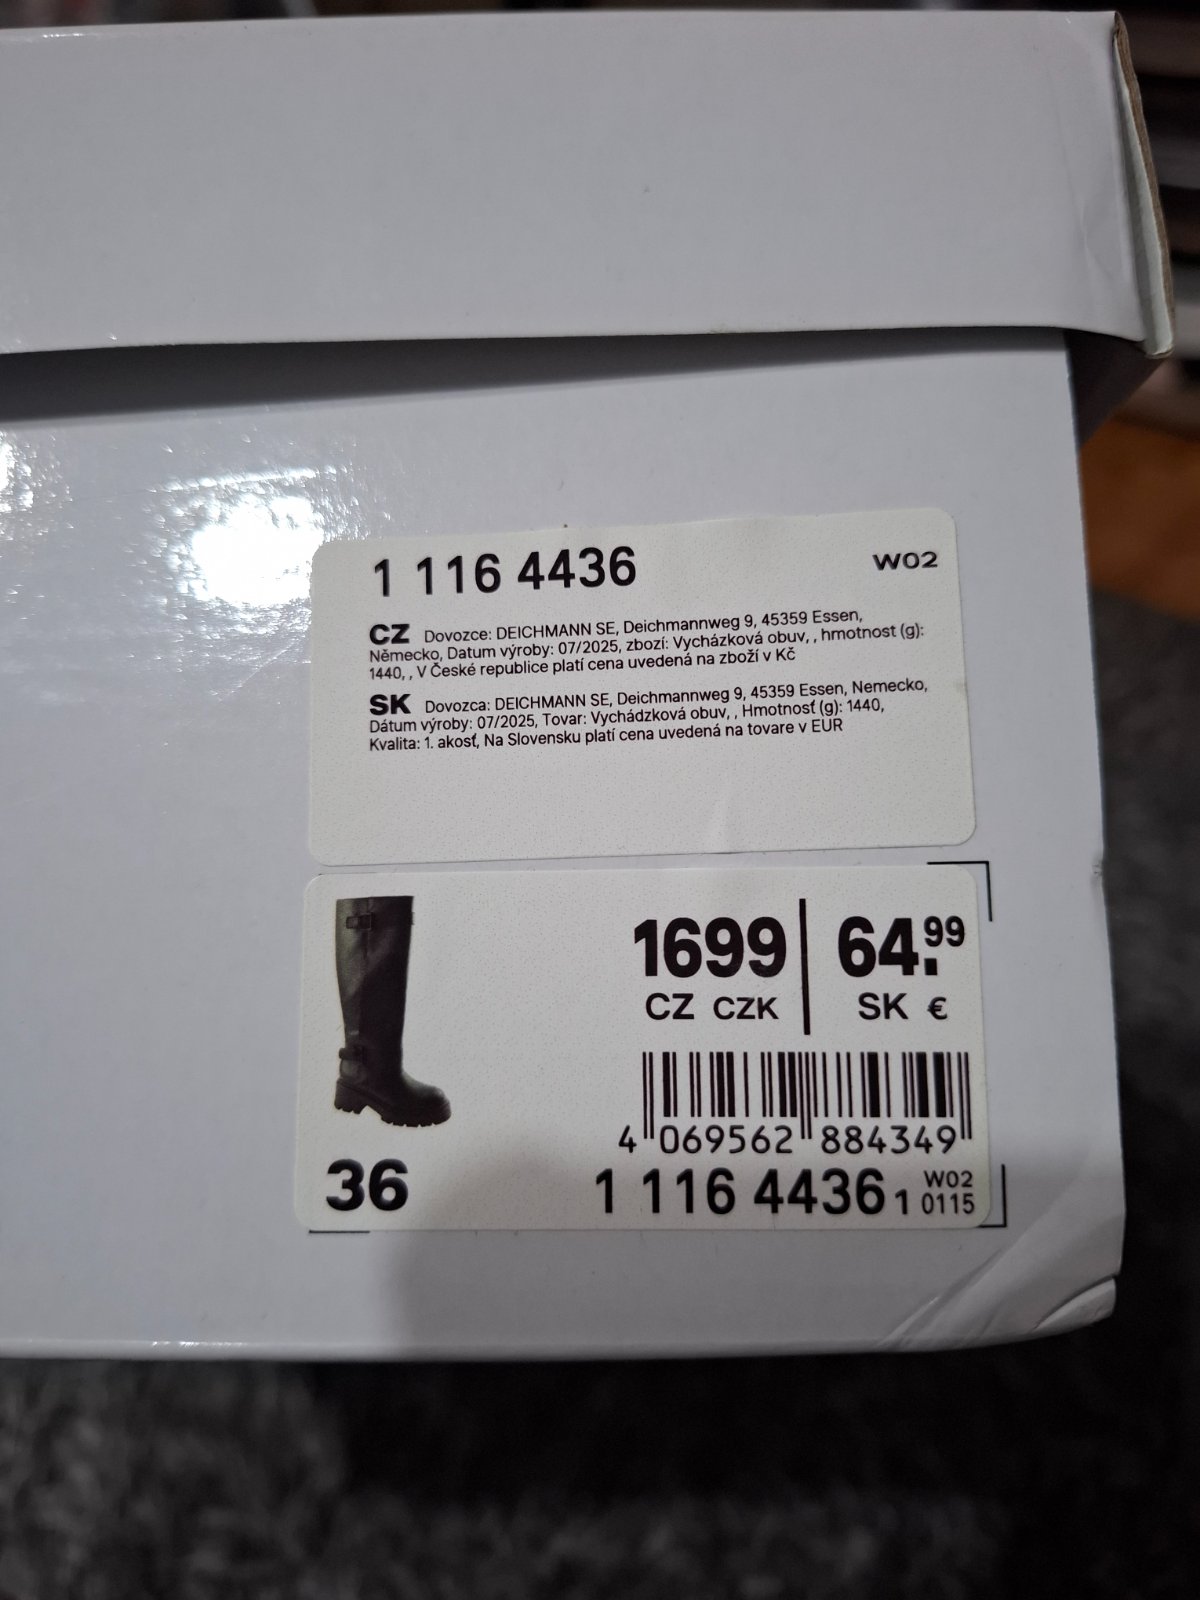 1 116 4436
W02
CZ Dovozce: DEICHMANN SE, Deichmannweg 9, 45359 Essen,
Německo, Datum výroby: 07/2025, zbozí: Vycházková obuv, , hmotnost (g):
1440, , V České republice platí cena uvedená na zboží v Kč
SK Dovozca: DEICHMANN SE, Deichmannweg 9, 45359 Essen, Nemecko,
Dátum výroby: 07/2025, Tovar: Vychádzková obuv, , Hmotnosť (g): 1440,
Kvalita: 1. akosť, Na Slovensku platí cena uvedená na tovare v EUR
1699
CZ CZK
64.99
SK €
4 069562 884349
36
1 116 4436 1
W02
0115